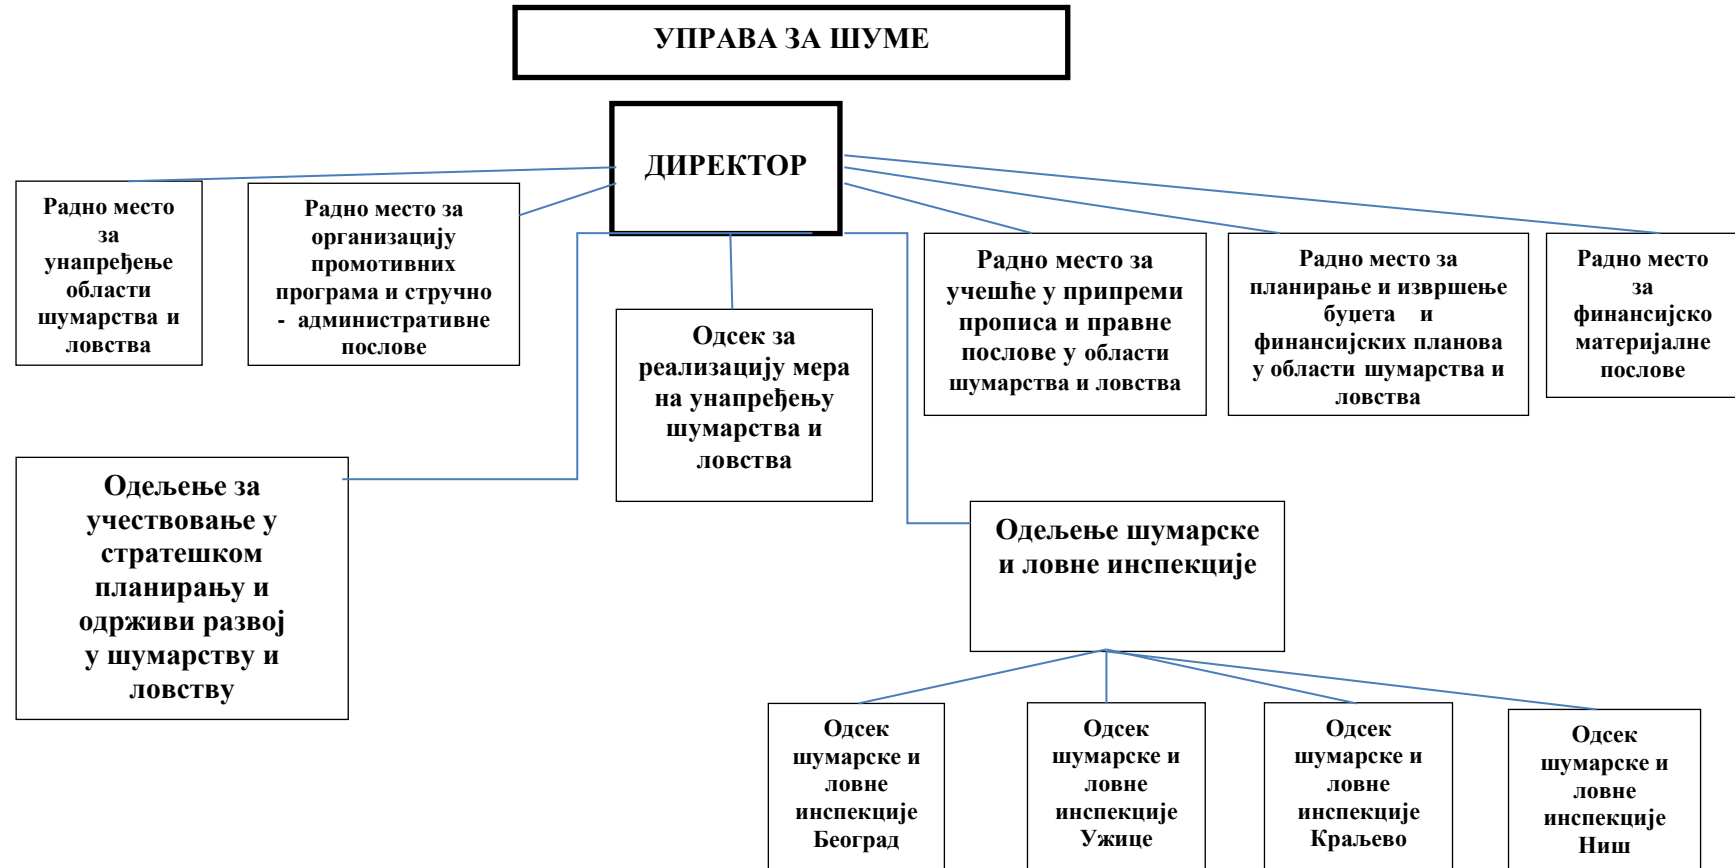 УПРАВА ЗА ШУМЕ
ДИРЕКТОР
Радно место
за
унапређење
области
шумарства и
ловства
Радно место за
организацију
промотивних
програма и стручно
- административне
послове
Одсек за
реализацију мера
на унапређењу
шумарства и
ловства
Радно место за
учешће у припреми
прописа и правне
послове у области
шумарства и ловства
Радно место за
планирање и извршење
буџета и
финансијских планова
у области шумарства и
ловства
Радно место
за
финансијско
материјалне
послове
Одељење за
учествовање у
стратешком
планирању и
одрживи развој
у шумарству и
ловству
Одељење шумарске
и ловне инспекције
Одсек
шумарске и
ловне
инспекције
Београд
Одсек
шумарске и
ловне
инспекције
Ужице
Одсек
шумарске и
ловне
инспекције
Краљево
Одсек
шумарске и
ловне
инспекције
Ниш